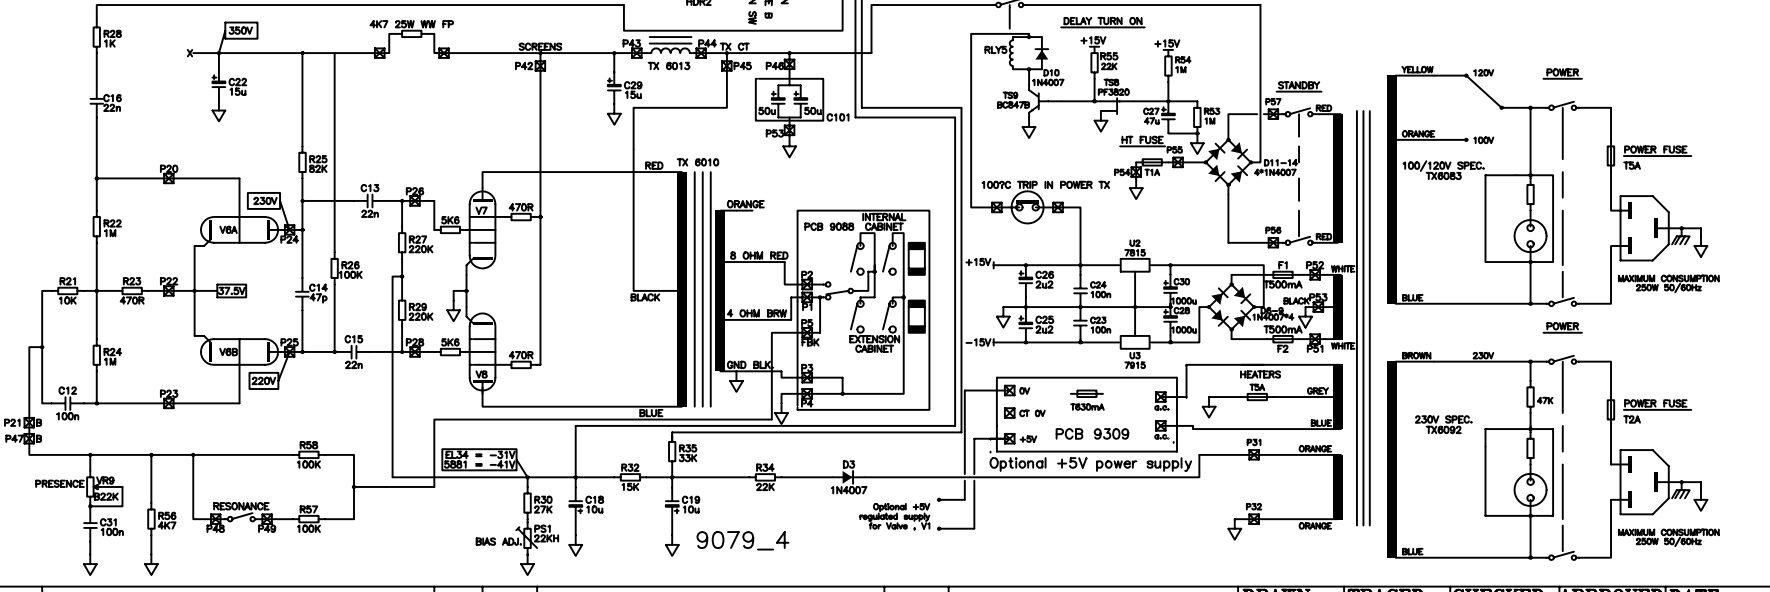 HDR2
N SW
E B
N
R28
1K
350V
X
C22
15u
4K7 25W WW FP
SCREENS
P43
P44
TX CT
P42
TX 6013
P45
P46
C29
15u
50u
50u
C101
P53
C16
22n
P20
R25
82K
230V
C13
22n
P26
R22
1M
V6A
P24
R27
220K
5K6
V7
470R
R21
10K
R23
470R
P22
37.5V
R26
100K
C14
47p
R29
220K
R24
1M
V6B
P25
220V
C15
22n
P28
5K6
V8
470R
C12
100n
P23
P21
B
P47
B
RED
TX 6010
BLACK
BLUE
ORANGE
8 OHM RED
4 OHM BRW
GND BLK
PCB 9088
INTERNAL
CABINET
P2
P1
P5
FBK
P3
P4
EXTENSION
CABINET
PRESENCE
VR9
B22K
C31
100n
R56
4K7
RESONANCE
P48
P49
R58
100K
R57
100K
EL34 = -31V
5881 = -41V
R30
27K
PS1
22KH
BIAS ADJ.
C18
10u
R32
15K
R35
33K
C19
10u
R34
22K
D3
1N4007
9079_4
DELAY TURN ON
RLY5
+15V
+15V
R55
22K
R54
1M
D10
1N4007
TS8
PF3820
TS9
BC847B
C27
47u
R53
1M
HT FUSE
P54
T1A
P55
D11-14
4*1N4007
STANDBY
P57
RED
P56
RED
100?C TRIP IN POWER TX
U2
7815
+15V
C26
2u2
C24
100n
C30
1000u
C25
2u2
C23
100n
C28
1000u
-15V
U3
7915
F1
T500mA
P52
WHITE
BLACK
P53
D6-9
1N4007*4
T500mA
F2
P51
WHITE
0V
T630mA
CT 0V
a.c.
+5V
PCB 9309
a.c.
Optional +5V power supply
Optional +5V
regulated supply
for Valve . V1
HEATERS
T5A
GREY
BLUE
P31
ORANGE
P32
ORANGE
YELLOW
120V
POWER
ORANGE
100V
100/120V SPEC.
TX6083
POWER FUSE
T5A
MAXIMUM CONSUMPTION
250W 50/60Hz
BLUE
POWER
BROWN
230V
47K
POWER FUSE
T2A
230V SPEC.
TX6092
MAXIMUM CONSUMPTION
250W 50/60Hz
BLUE
DRAWN
TRACED
CHECKED
APPROVED
DATE